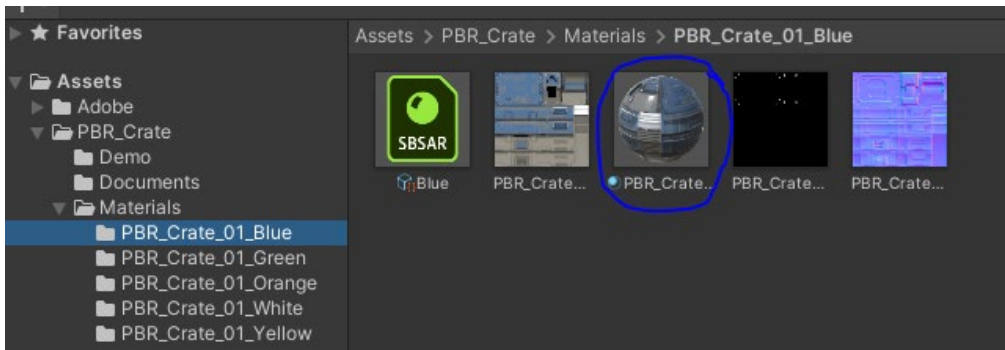 Favorites
Assets > PBR_Crate > Materials > PBR_Crate_01_Blue
Assets
Adobe
PBR_Crate
Demo
Documents
Materials
PBR_Crate_01_Blue
PBR_Crate_01_Green
PBR_Crate_01_Orange
PBR_Crate_01_White
PBR_Crate_01_Yellow
SBSAR
Blue
PBR_Crate...
PBR_Crate...
PBR_Crate...
PBR_Crate...